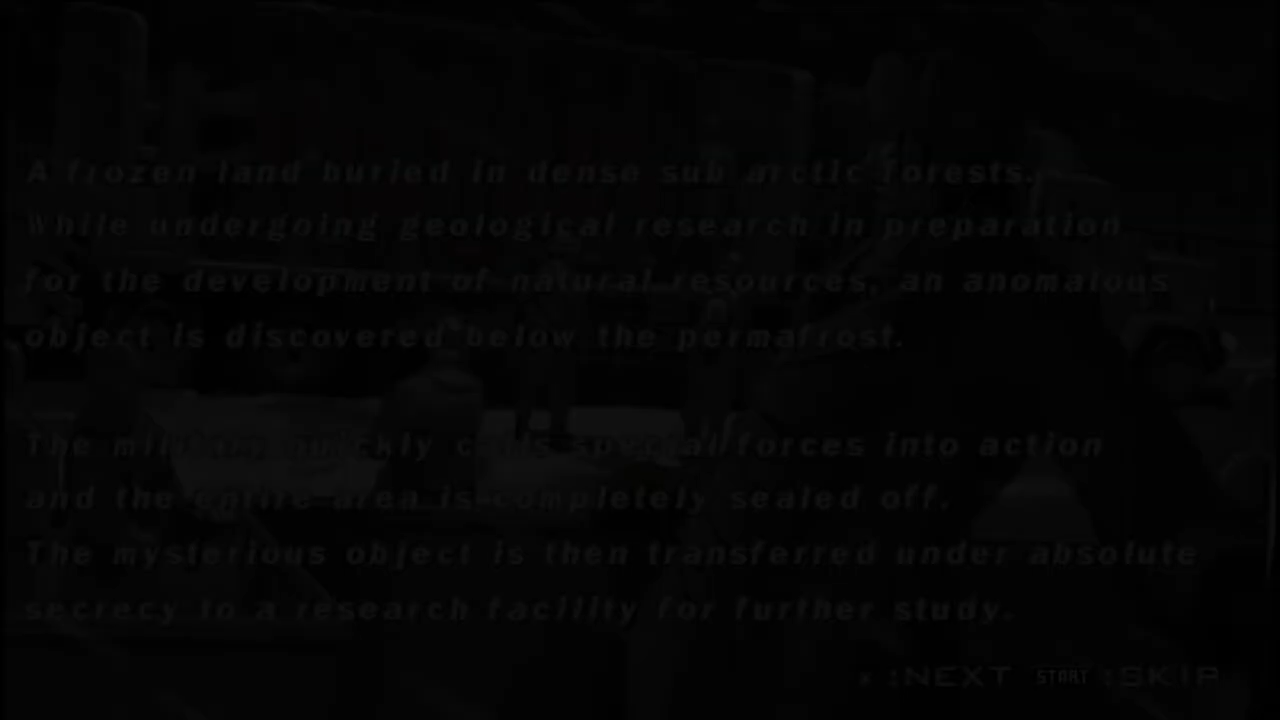 A frozen land buried in dense sub arctic forests.
While undergoing geological research in preparation
for the development of natural resources, an anomalous
object is discovered below the permafrost.
The military quickly calls special forces into action
and the entire area is completely sealed off.
The mysterious object is then transferred under absolute
secrecy to a research facility for further study.
:NEXT START :SKIP